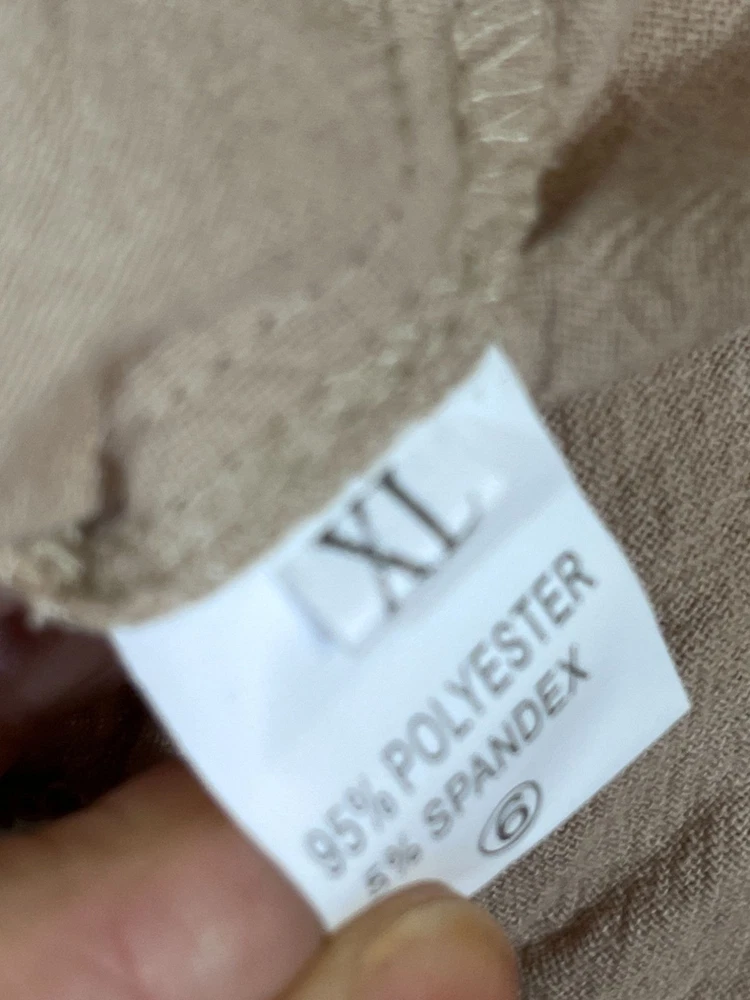 XL
95% POLYESTER
5% SPANDEX
⑥